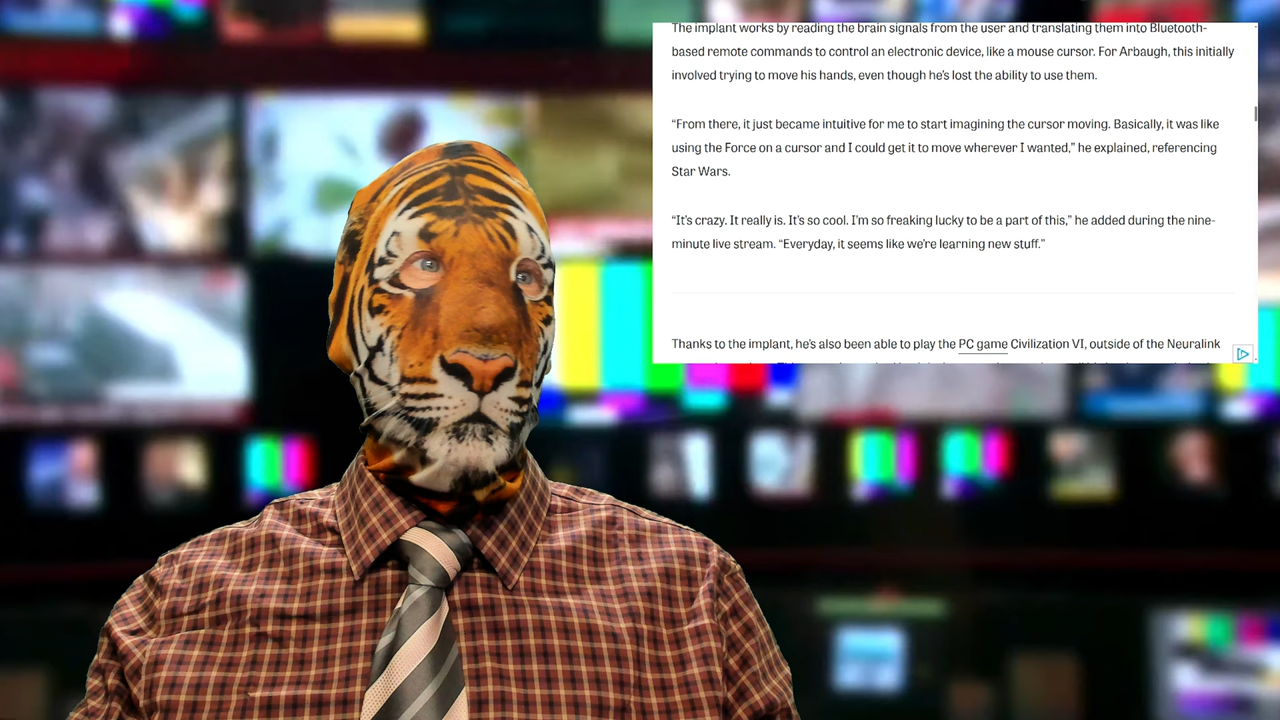 The implant works by reading the brain signals from the user and translating them into Bluetooth-
based remote commands to control an electronic device, like a mouse cursor. For Arbaugh, this initially
involved trying to move his hands, even though he's lost the ability to use them.
“From there, it just became intuitive for me to start imagining the cursor moving. Basically, it was like
using the Force on a cursor and I could get it to move wherever I wanted,” he explained, referencing
Star Wars.
“It's crazy. It really is. It's so cool. I'm so freaking lucky to be a part of this,” he added during the nine-
minute live stream. “Everyday, it seems like we're learning new stuff.”
Thanks to the implant, he's also been able to play the PC game Civilization VI, outside of the Neuralink